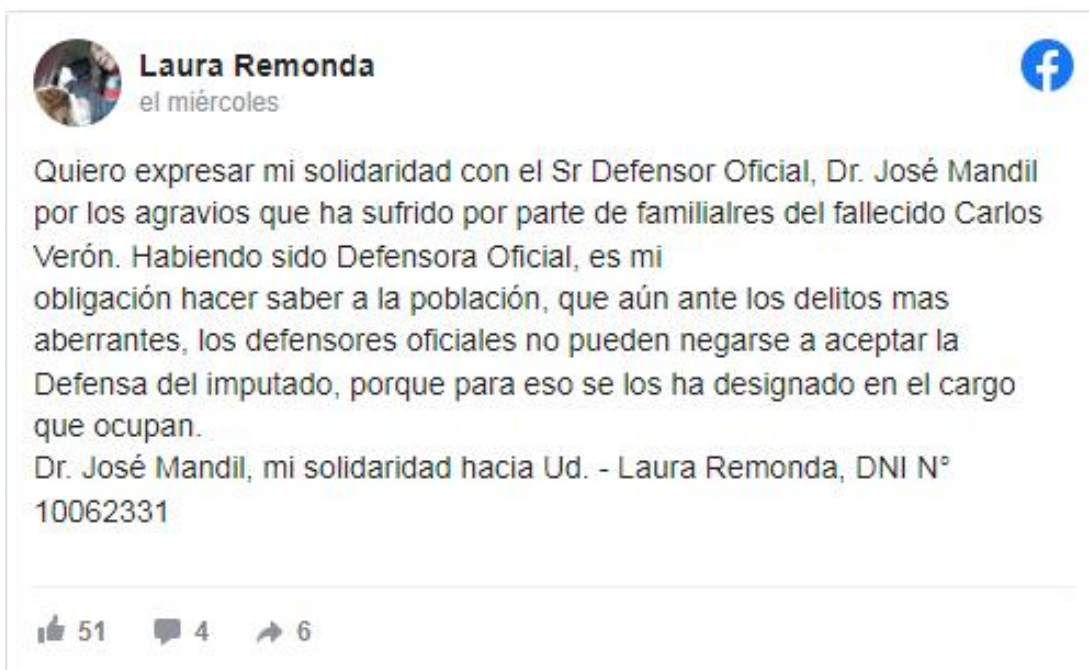 Laura Remonda
el miércoles
Quiero expresar mi solidaridad con el Sr Defensor Oficial, Dr. José Mandil
por los agravios que ha sufrido por parte de familialres del fallecido Carlos
Verón. Habiendo sido Defensora Oficial, es mi
obligación hacer saber a la población, que aún ante los delitos mas
aberrantes, los defensores oficiales no pueden negarse a aceptar la
Defensa del imputado, porque para eso se los ha designado en el cargo
que ocupan.
Dr. José Mandil, mi solidaridad hacia Ud. - Laura Remonda, DNI N°
10062331
51 4 6